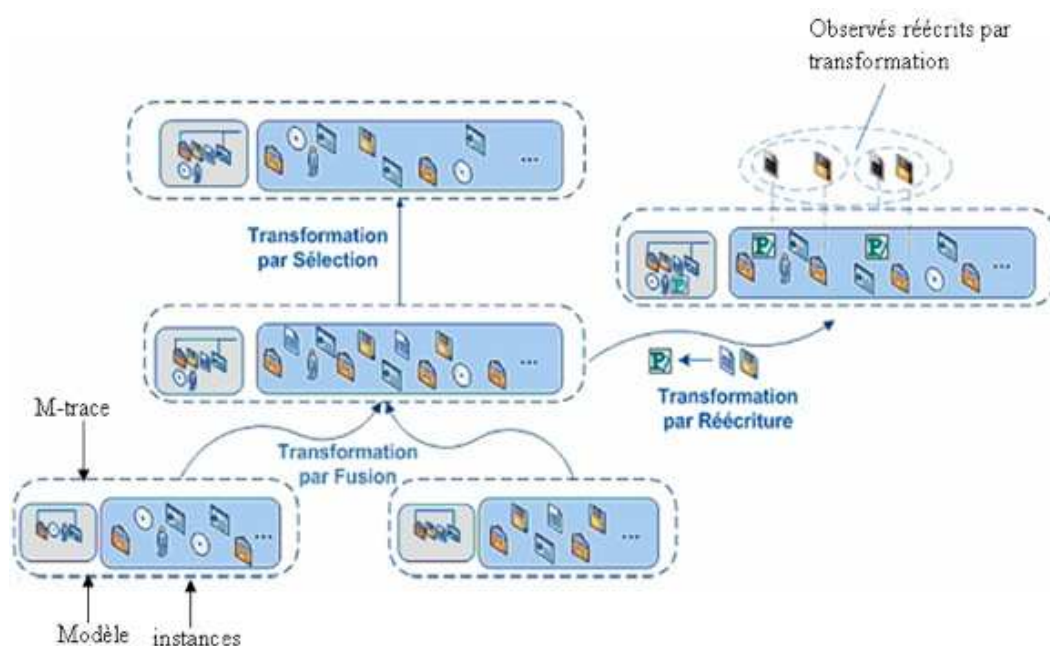 Observés réécrits par
transformation
Transformation
par Sélection
P
P
P
P
Transformation
par Réécriture
M-trace
Transformation
par Fusion
Modèle
instances
...
...
...
...
...